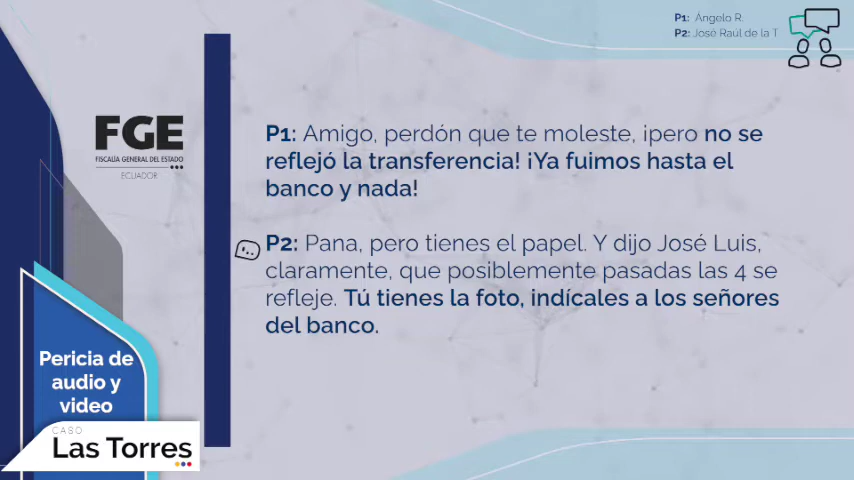 P1: Ángelo R.
P2: José Raúl de la T
FGE
FISCALÍA GENERAL DEL ESTADO
ECUADOR
P1: Amigo, perdón que te moleste, ¡pero no se
reflejó la transferencia! ¡Ya fuimos hasta el
banco y nada!
P2: Pana, pero tienes el papel. Y dijo José Luis,
claramente, que posiblemente pasadas las 4 se
refleje. Tú tienes la foto, indícales a los señores
del banco.
Pericia de
audio y
video
CASO
Las Torres